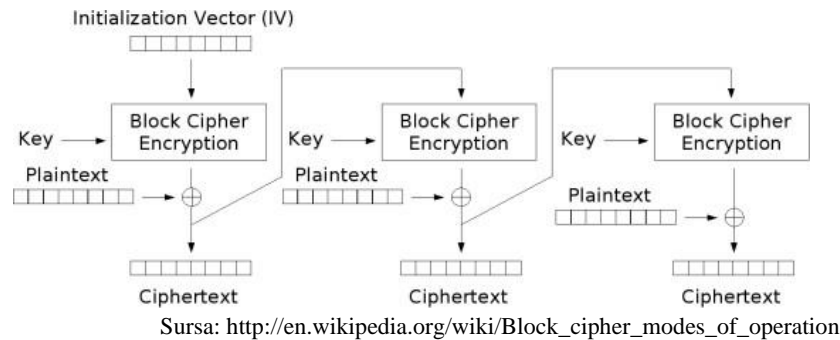 Initialization Vector (IV)
Key
Block Cipher
Encryption
Key
Block Cipher
Encryption
Key
Block Cipher
Encryption
Plaintext
Plaintext
Plaintext
Ciphertext
Ciphertext
Ciphertext
Sursa: http://en.wikipedia.org/wiki/Block_cipher_modes_of_operation